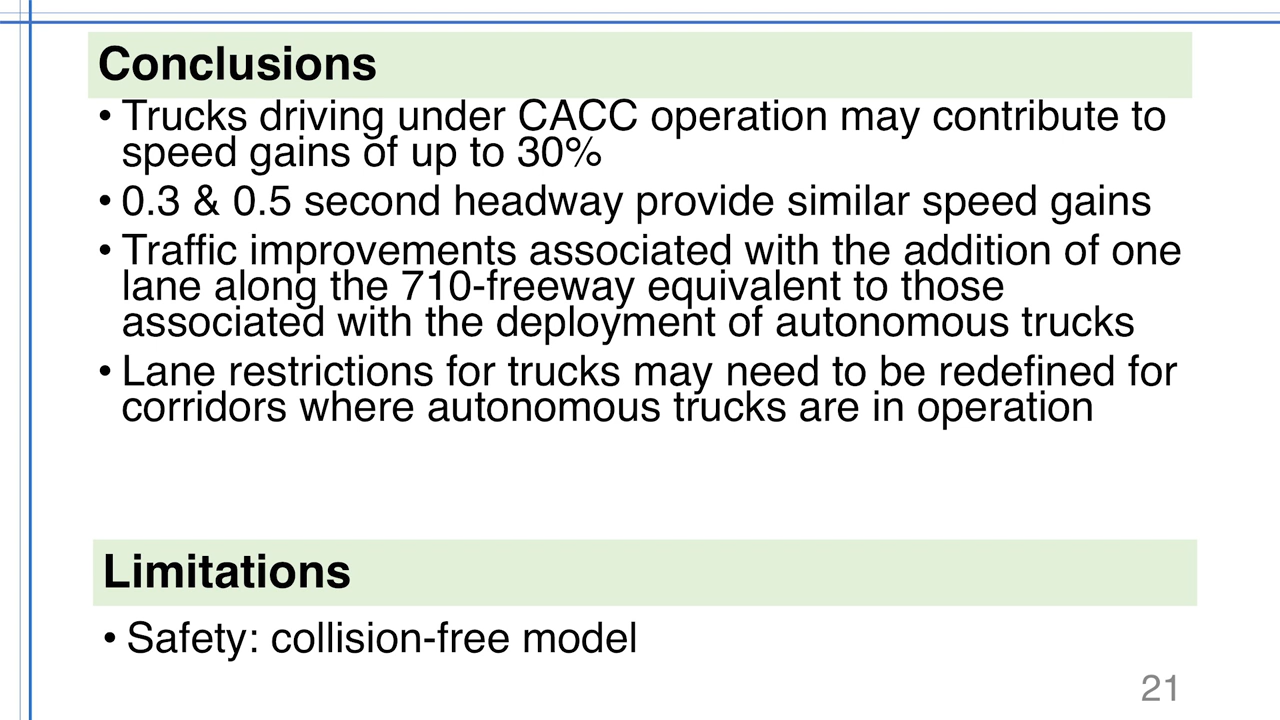 Conclusions
• Trucks driving under CACC operation may contribute to
speed gains of up to 30%
• 0.3 & 0.5 second headway provide similar speed gains
• Traffic improvements associated with the addition of one
lane along the 710-freeway equivalent to those
associated with the deployment of autonomous trucks
• Lane restrictions for trucks may need to be redefined for
corridors where autonomous trucks are in operation
Limitations
• Safety: collision-free model
21